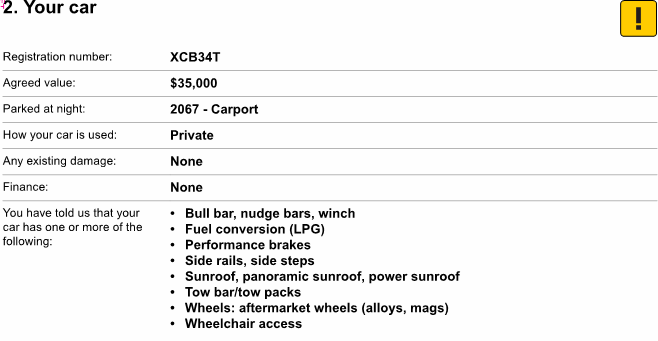 2. Your car
Registration number: XCB34T
Agreed value: $35,000
Parked at night: 2067 - Carport
How your car is used: Private
Any existing damage: None
Finance: None
You have told us that your
car has one or more of the
following:
• Bull bar, nudge bars, winch
• Fuel conversion (LPG)
• Performance brakes
• Side rails, side steps
• Sunroof, panoramic sunroof, power sunroof
• Tow bar/tow packs
• Wheels: aftermarket wheels (alloys, mags)
• Wheelchair access